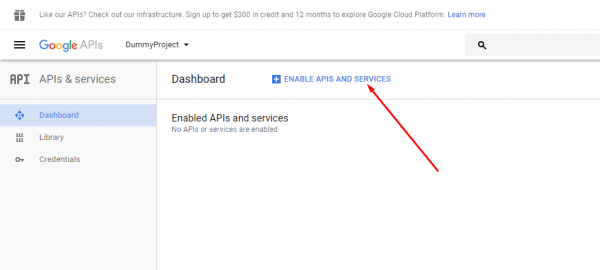 Like our APIs? Check out our infrastructure. Sign up to get $300 in credit and 12 months to explore Google Cloud Platform. Learn more
Google APIs DummyProject
API APIs & services Dashboard ENABLE APIS AND SERVICES
Dashboard
Enabled APIs and services
No APIs or services are enabled
Library
Credentials